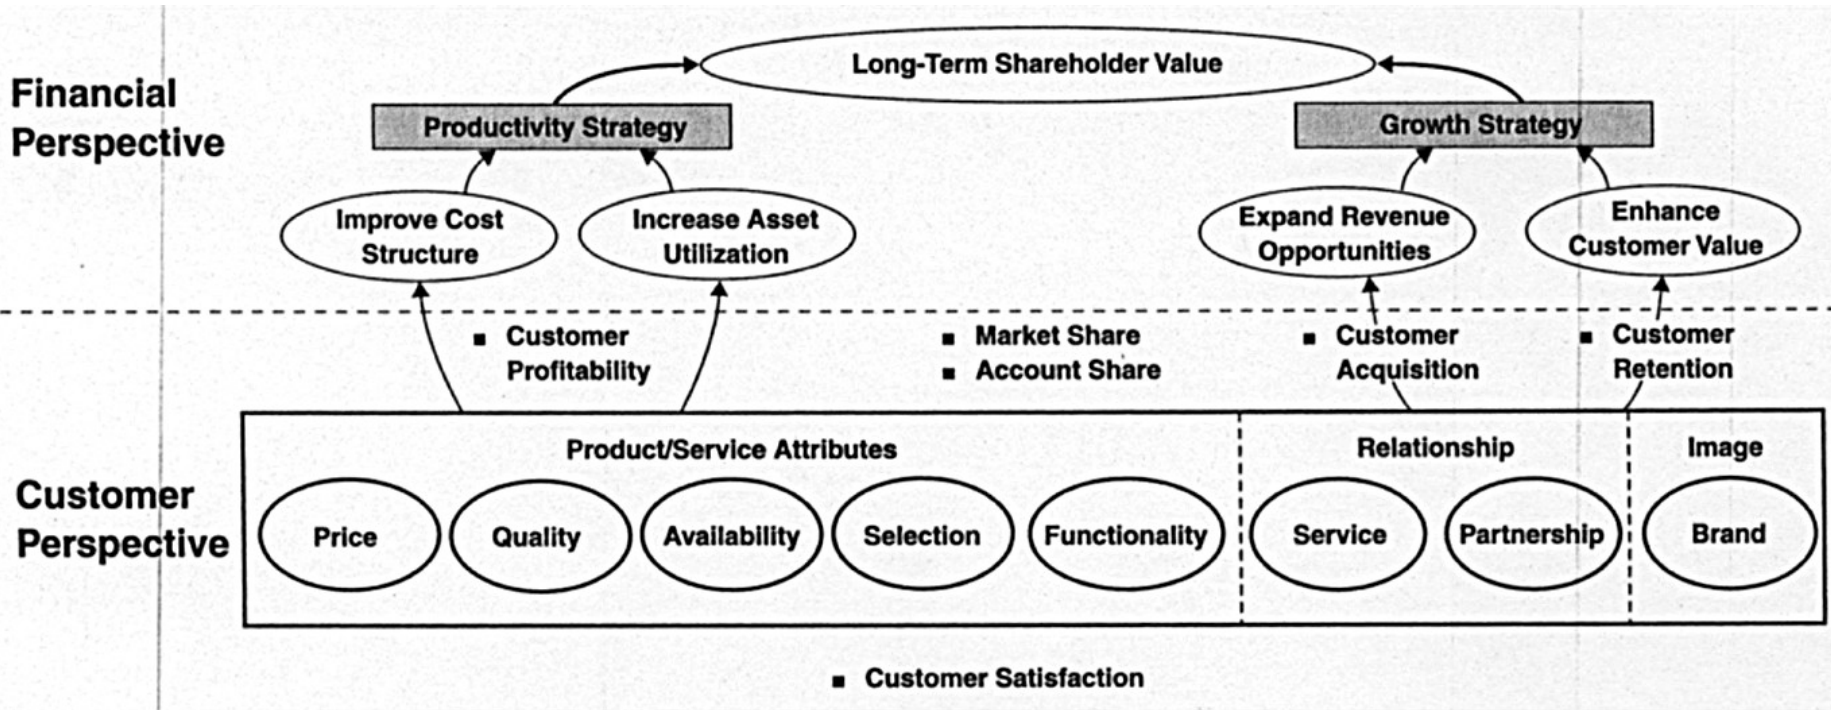 Financial
Perspective
Long-Term Shareholder Value
Productivity Strategy
Growth Strategy
Improve Cost
Structure
Increase Asset
Utilization
Expand Revenue
Opportunities
Enhance
Customer Value
■ Customer
Profitability
■ Market Share
■ Account Share
■ Customer
Acquisition
■ Customer
Retention
Customer
Perspective
Product/Service Attributes
Relationship
Image
Price
Quality
Availability
Selection
Functionality
Service
Partnership
Brand
■ Customer Satisfaction